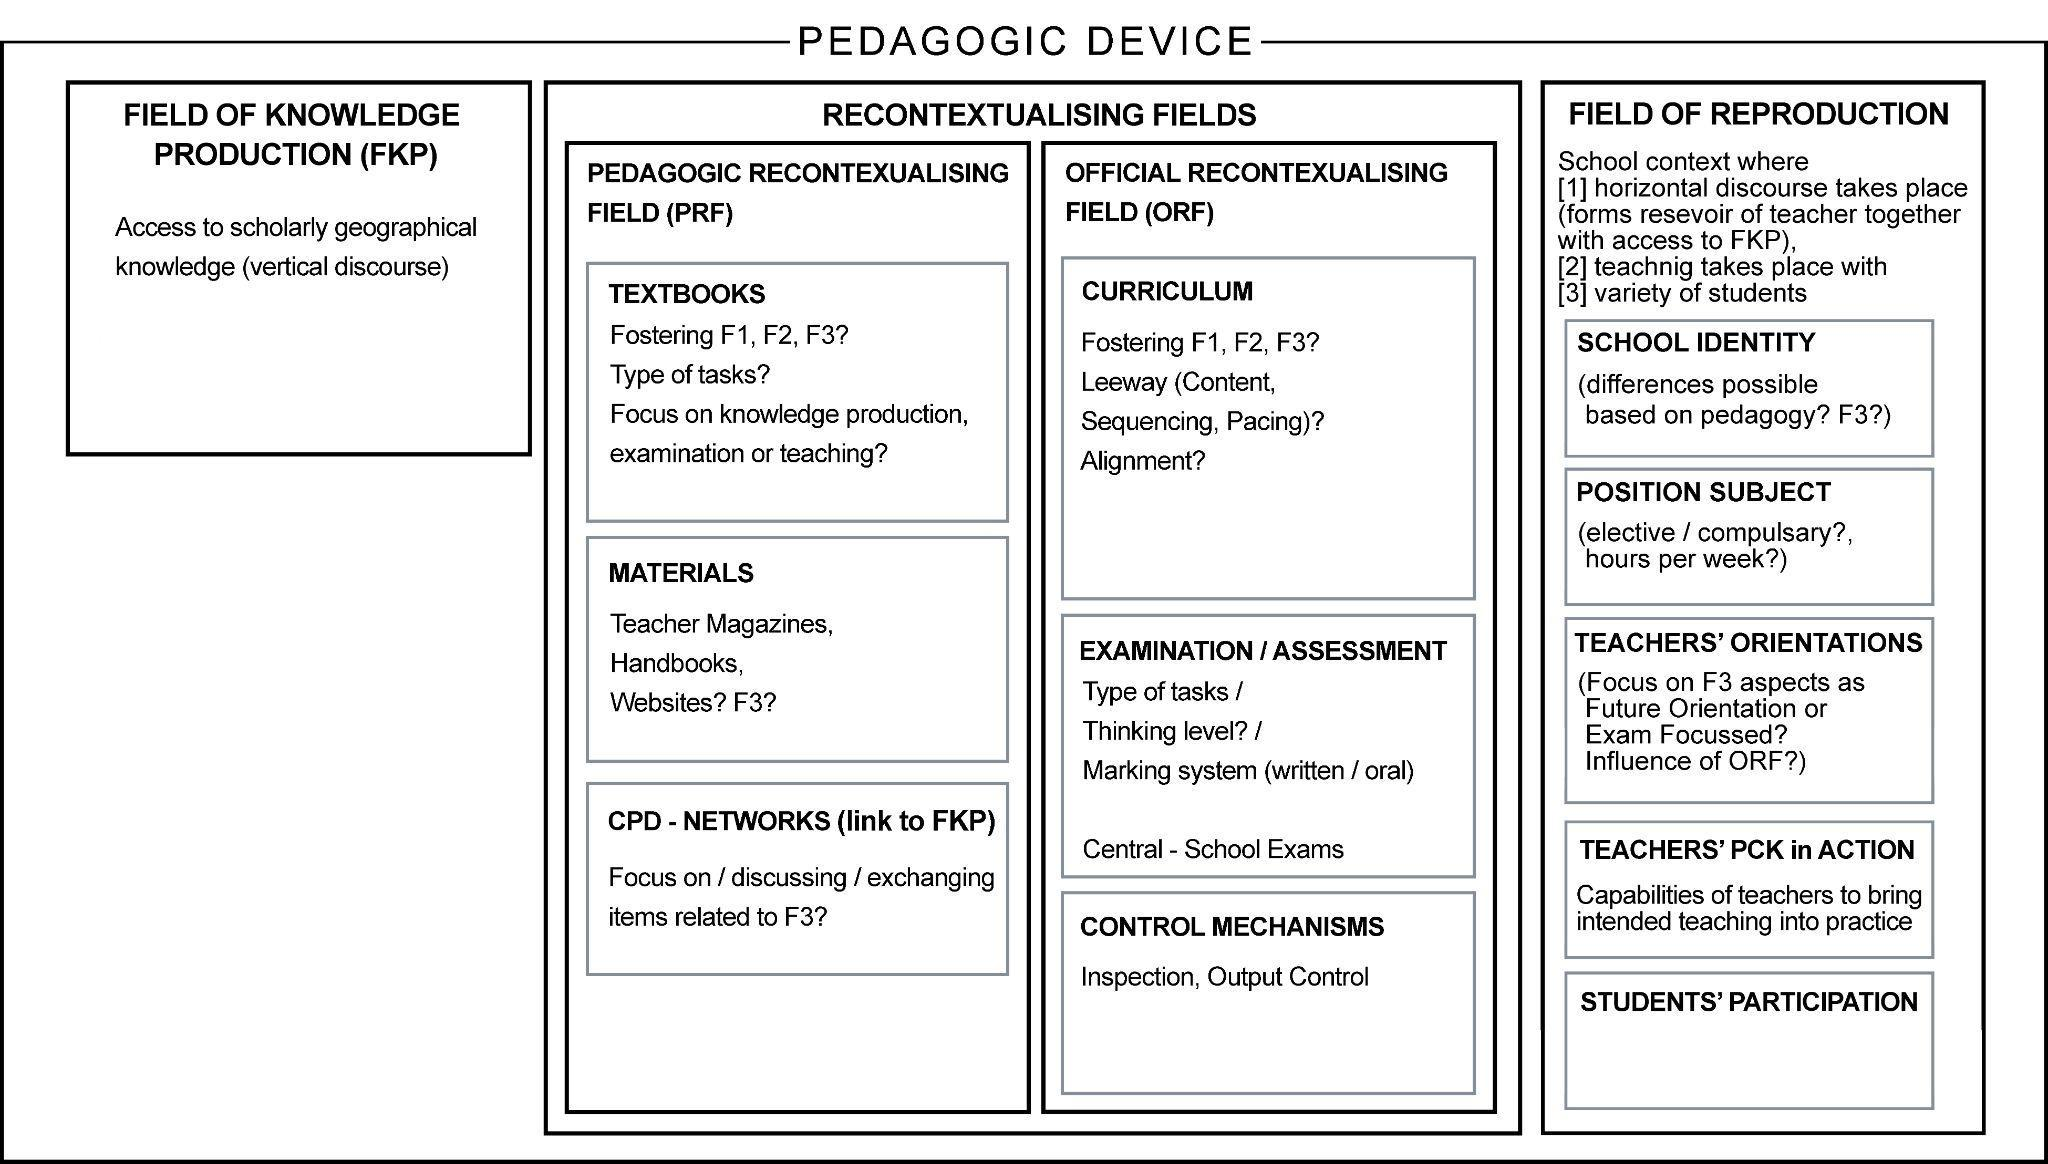 PEDAGOGIC DEVICE
FIELD OF KNOWLEDGE
PRODUCTION (FKP)
Access to scholarly geographical
knowledge (vertical discourse)
RECONTEXTUALISING FIELDS
PEDAGOGIC RECONTEXUALISING
FIELD (PRF)
TEXTBOOKS
Fostering F1, F2, F3?
Type of tasks?
Focus on knowledge production,
examination or teaching?
MATERIALS
Teacher Magazines,
Handbooks,
Websites? F3?
CPD - NETWORKS (link to FKP)
Focus on / discussing / exchanging
items related to F3?
OFFICIAL RECONTEXUALISING
FIELD (ORF)
CURRICULUM
Fostering F1, F2, F3?
Leeway (Content,
Sequencing, Pacing)?
Alignment?
EXAMINATION / ASSESSMENT
Type of tasks /
Thinking level? /
Marking system (written / oral)
Central - School Exams
CONTROL MECHANISMS
Inspection, Output Control
FIELD OF REPRODUCTION
School context where
[1] horizontal discourse takes place
(forms resevoir of teacher together
with access to FKP),
[2] teachnig takes place with
[3] variety of students
SCHOOL IDENTITY
(differences possible
based on pedagogy? F3?)
POSITION SUBJECT
(elective / compulsary?,
hours per week?)
TEACHERS’ ORIENTATIONS
(Focus on F3 aspects as
Future Orientation or
Exam Focussed?
Influence of ORF?)
TEACHERS’ PCK in ACTION
Capabilities of teachers to bring
intended teaching into practice
STUDENTS’ PARTICIPATION